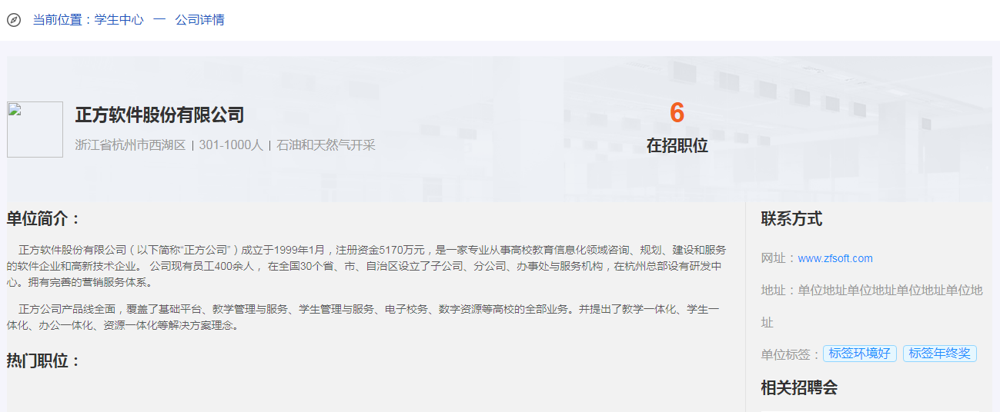 当前位置：学生中心 — 公司详情
正方软件股份有限公司
浙江省杭州市西湖区 | 301-1000人 | 石油和天然气开采
6
在招职位
单位简介：
正方软件股份有限公司（以下简称“正方公司”）成立于1999年1月，注册资金5170万元，是一家专业从事高校教育信息化领域咨询、规划、建设和服务
的软件企业和高新技术企业。 公司现有员工400余人， 在全国30个省、市、自治区设立了子公司、分公司、办事处与服务机构，在杭州总部设有研发中
心。拥有完善的营销服务体系。
正方公司产品线全面，覆盖了基础平台、教学管理与服务、学生管理与服务、电子校务、数字资源等高校的全部业务。并提出了教学一体化、学生一
体化、办公一体化、资源一体化等解决方案理念。
热门职位：
联系方式
网址：www.zfsoft.com
地址：单位地址单位地址单位地址单位地
址
单位标签：标签环境好 标签年终奖
相关招聘会